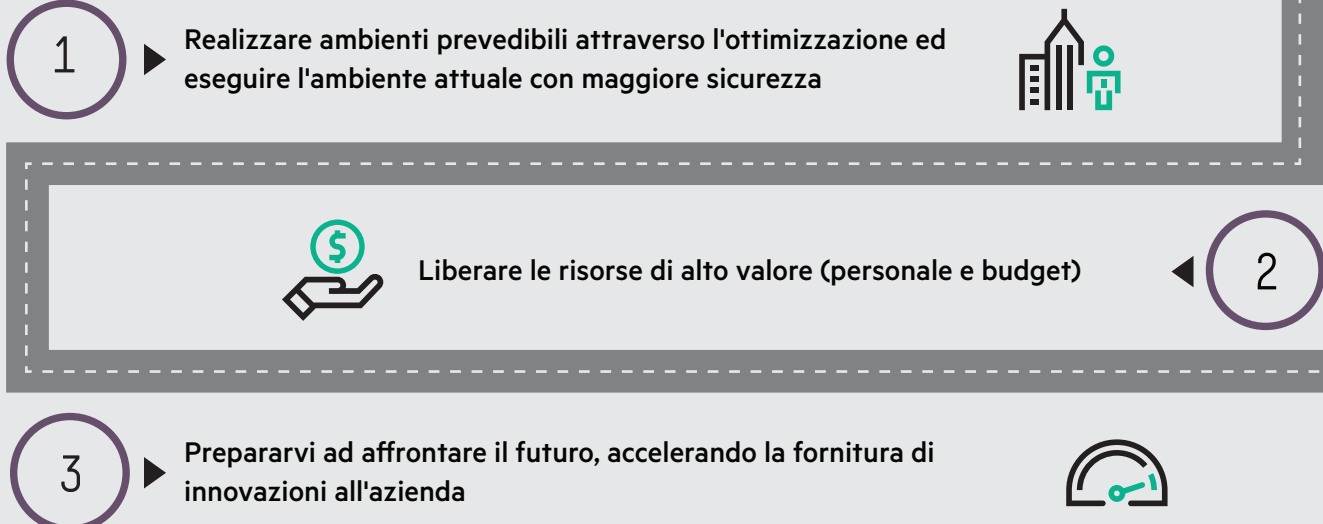 1
Realizzare ambienti prevedibili attraverso l'ottimizzazione ed
eseguire l'ambiente attuale con maggiore sicurezza
$
Liberare le risorse di alto valore (personale e budget)
2
3
Prepararvi ad affrontare il futuro, accelerando la fornitura di
innovazioni all'azienda